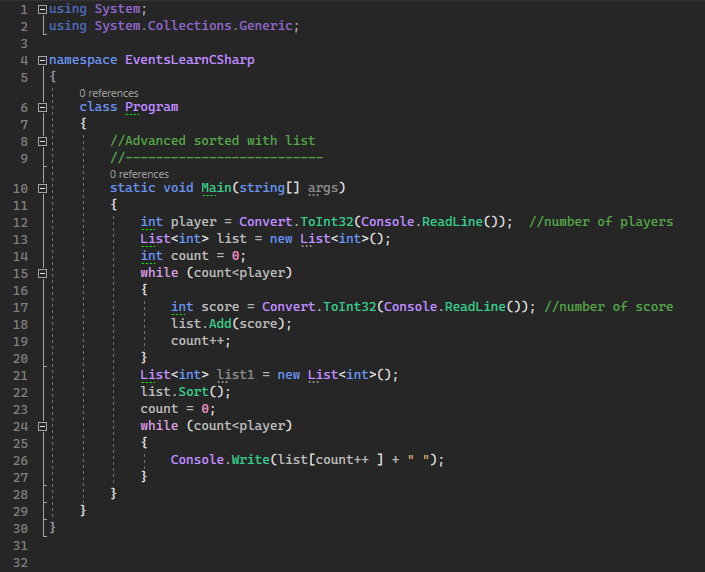 1 using System;
2 using System.Collections.Generic;
3
4 namespace EventsLearnCSharp
5 {
0 references
6 class Program
7 {
8 //Advanced sorted with list
9 //--------------------------
0 references
10 static void Main(string[] args)
11 {
12 int player = Convert.ToInt32(Console.ReadLine());  //number of players
13 List<int> list = new List<int>();
14 int count = 0;
15 while (count<player)
16 {
17 int score = Convert.ToInt32(Console.ReadLine()); //number of score
18 list.Add(score);
19 count++;
20 }
21 List<int> list1 = new List<int>();
22 list.Sort();
23 count = 0;
24 while (count<player)
25 {
26 Console.Write(list[count++ ] + " ");
27 }
28 }
29 }
30 }
31
32